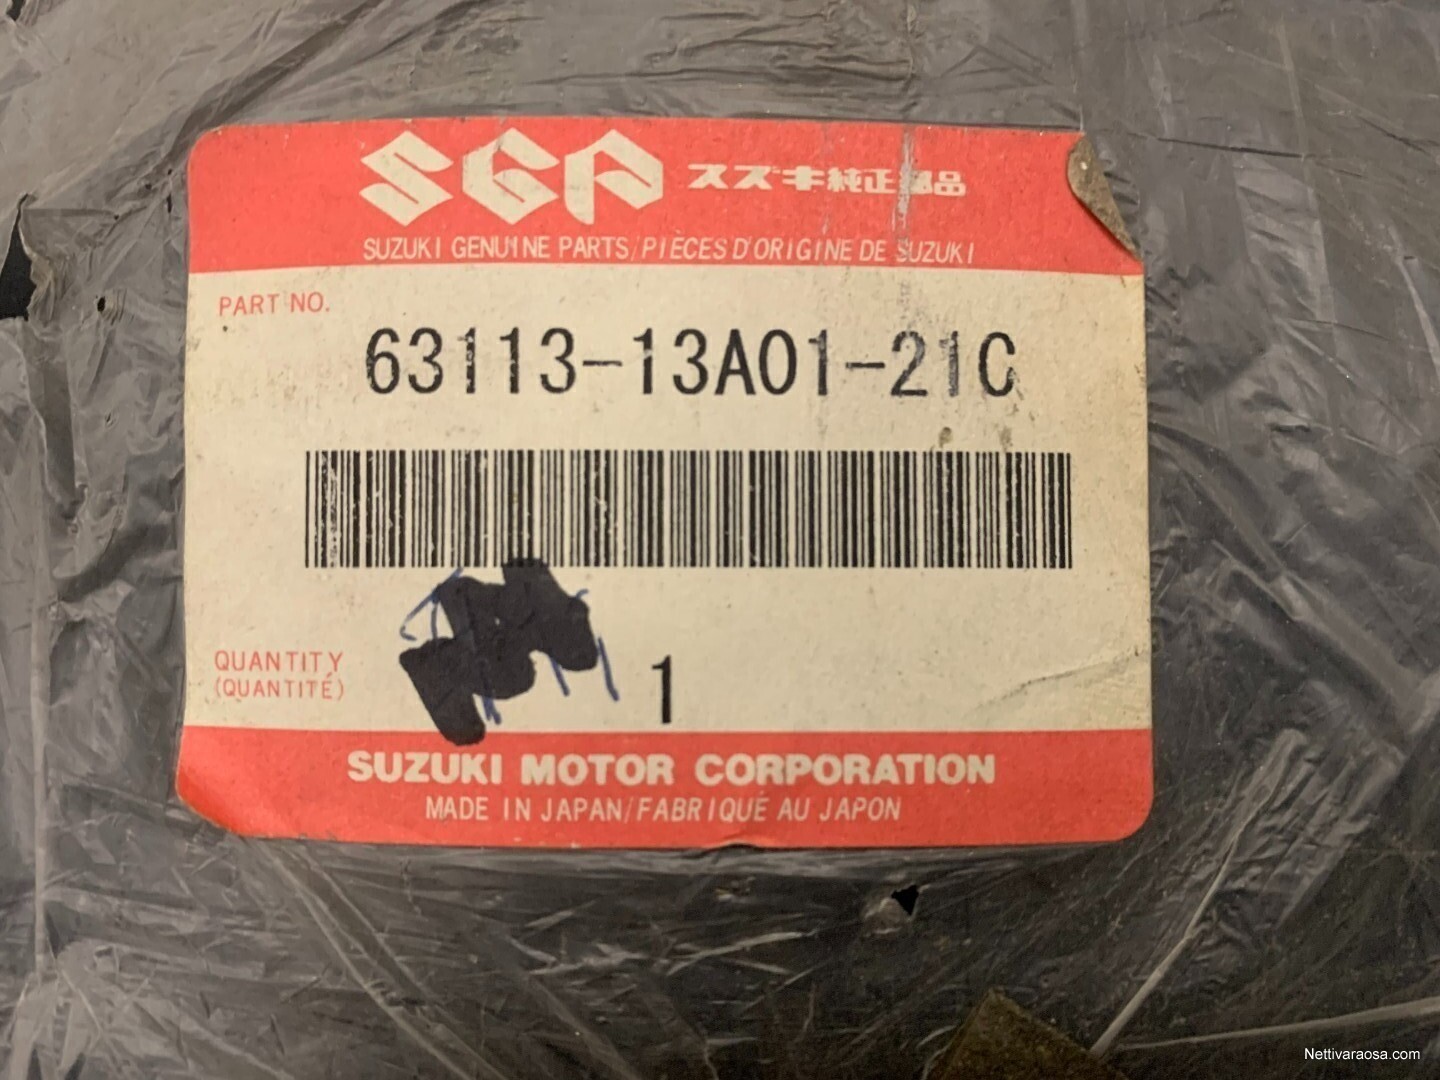 SGP スズキ純正部品
SUZUKI GENUINE PARTS/PIÈCES D'ORIGINE DE SUZUKI
PART NO.
63113-13A01-21C
QUANTITY
(QUANTITÉ)
1
SUZUKI MOTOR CORPORATION
MADE IN JAPAN/FABRIQUÉ AU JAPON
Nettivaraosa.com